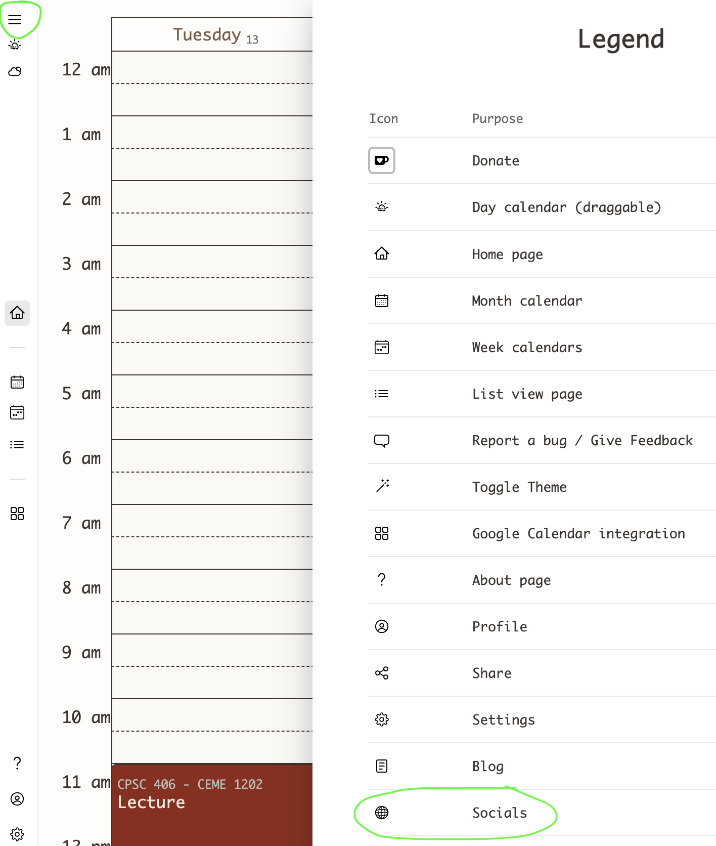 Tuesday 13
12 am
1 am
2 am
3 am
4 am
5 am
6 am
7 am
8 am
9 am
10 am
11 am
CPSC 406 - CEME 1202
Lecture
12 pm
Legend
Icon Purpose
Donate
Day calendar (draggable)
Home page
Month calendar
Week calendars
List view page
Report a bug / Give Feedback
Toggle Theme
Google Calendar integration
? About page
Profile
Share
Settings
Blog
Socials
?